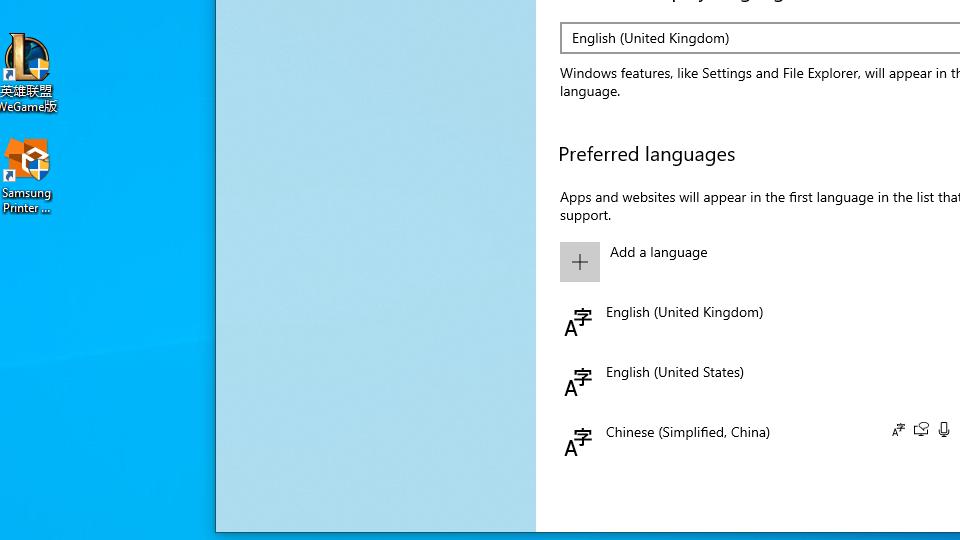 英雄联盟
WeGame版
Samsung
Printer ...
English (United Kingdom)
Windows features, like Settings and File Explorer, will appear in
language.
Preferred languages
Apps and websites will appear in the first language in the list that
support.
Add a language
English (United Kingdom)
English (United States)
Chinese (Simplified, China)